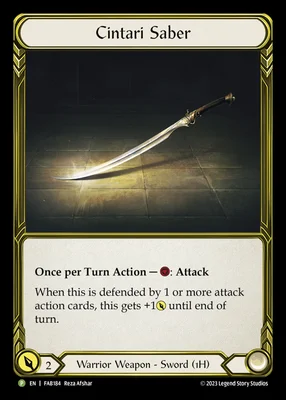 Cintari Saber
Once per Turn Action — : Attack
When this is defended by 1 or more attack
action cards, this gets +1 until end of
turn.
2
Warrior Weapon - Sword (1H)
P EN | FAB184 Reza Afshar
© 2023 Legend Story Studios